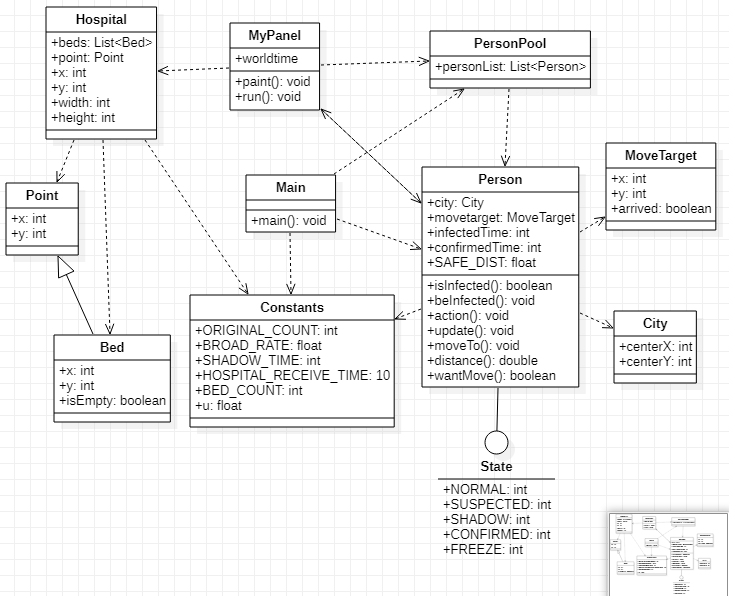 Hospital
+beds: List<Bed>
+point: Point
+x: int
+y: int
+width: int
+height: int
MyPanel
+worldtime
+paint(): void
+run(): void
PersonPool
+personList: List<Person>
Point
+x: int
+y: int
Main
+main(): void
Person
+city: City
+movetarget: MoveTarget
+infectedTime: int
+confirmedTime: int
+SAFE_DIST: float
+isInfected(): boolean
+beInfected(): void
+action(): void
+update(): void
+moveTo(): void
+distance(): double
+wantMove(): boolean
MoveTarget
+x: int
+y: int
+arrived: boolean
Bed
+x: int
+y: int
+isEmpty: boolean
Constants
+ORIGINAL_COUNT: int
+BROAD_RATE: float
+SHADOW_TIME: int
+HOSPITAL_RECEIVE_TIME: 10
+BED_COUNT: int
+u: float
City
+centerX: int
+centerY: int
State
+NORMAL: int
+SUSPECTED: int
+SHADOW: int
+CONFIRMED: int
+FREEZE: int